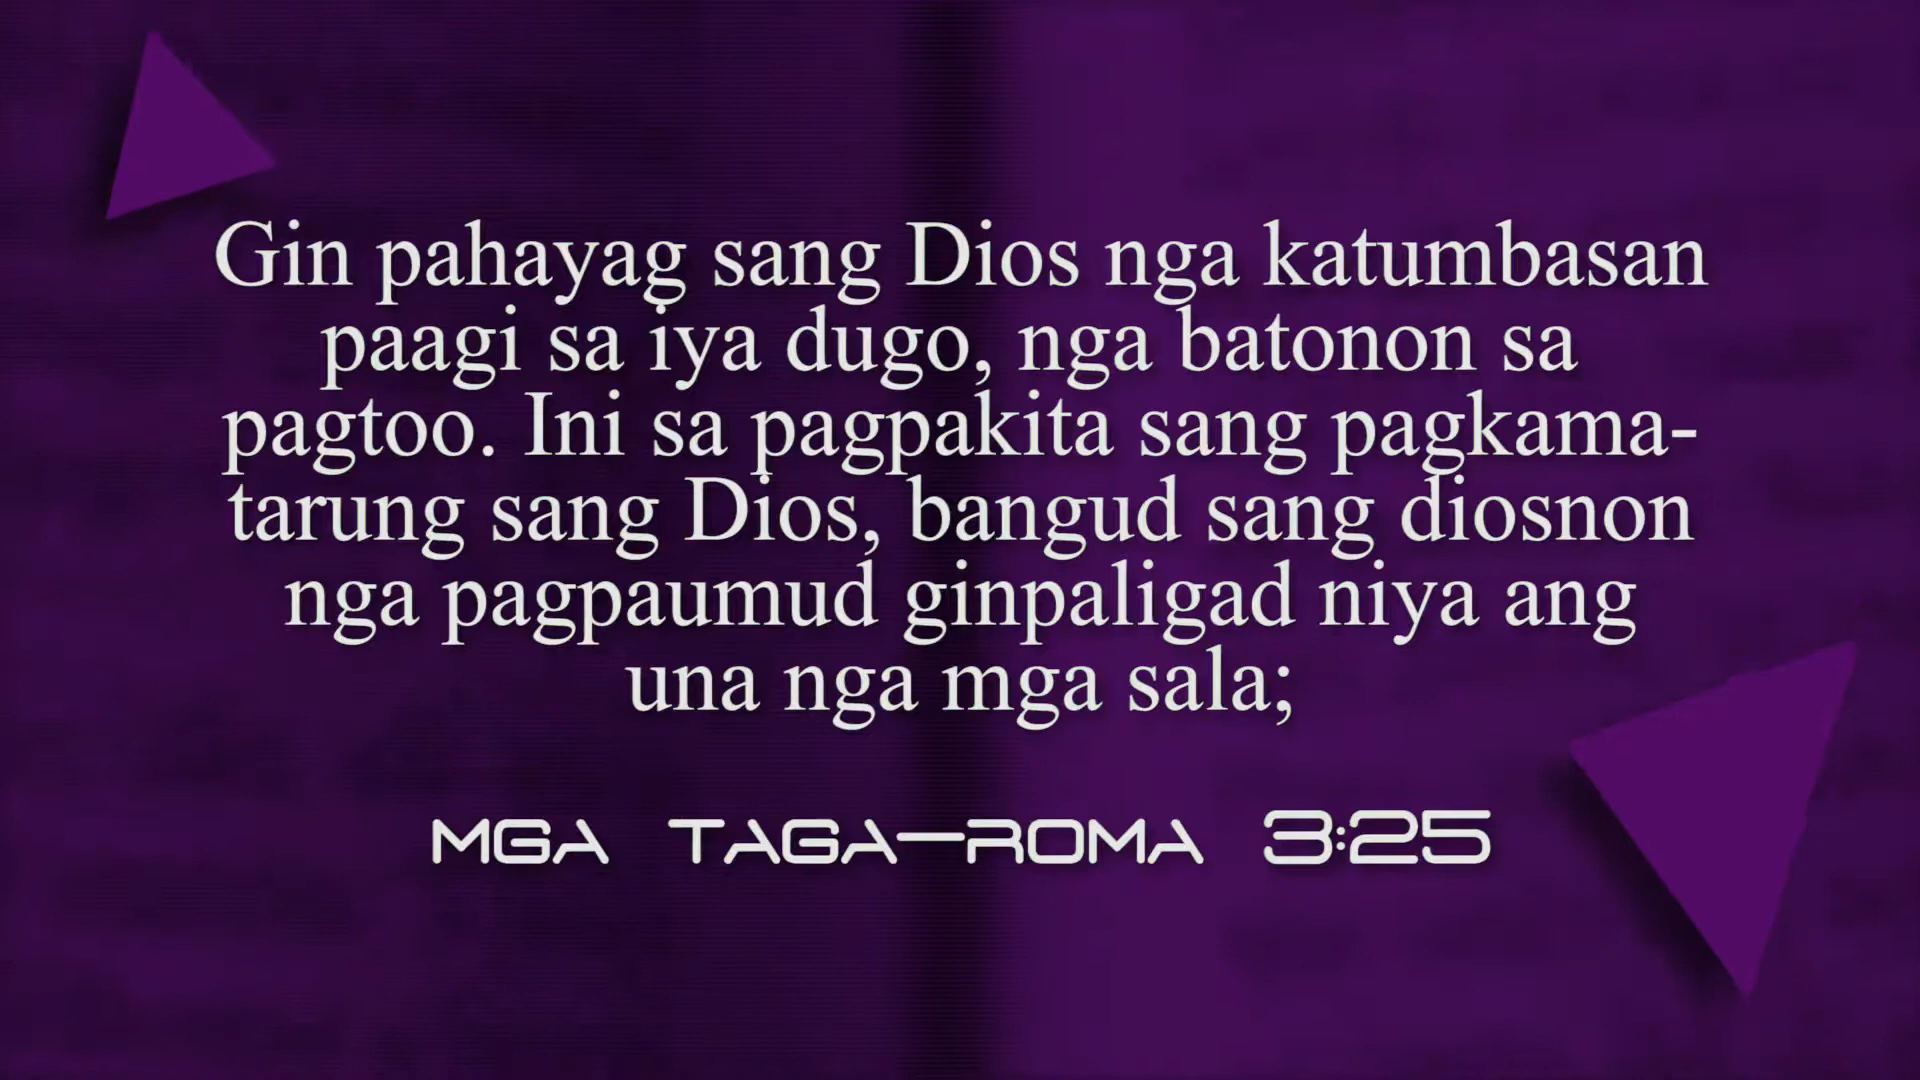 Gin pahayag sang Dios nga katumbasan
paagi sa iya dugo, nga batonon sa
pagtoo. Ini sa pagpakita sang pagkama-
tarung sang Dios, bangud sang diosnon
nga pagpaumud ginpaligad niya ang
una nga mga sala;
MGA TAGA-ROMA 3:25